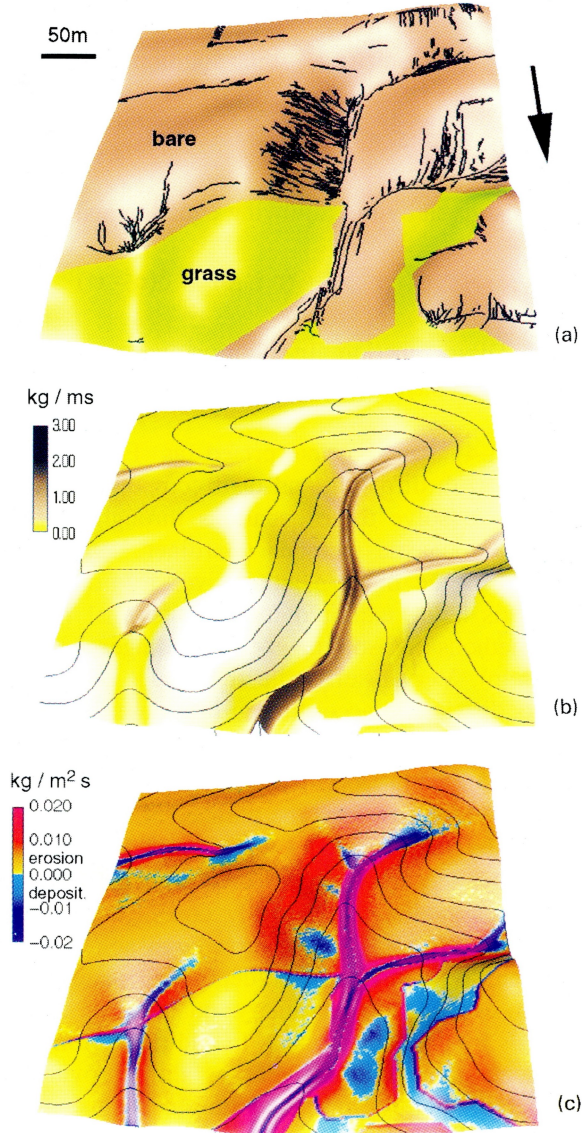 50m
bare
grass
(a)
kg / ms
3.00
2.00
1.00
0.00
(b)
kg / m² s
0.020
0.010
erosion
0.000
deposit.
−0.01
−0.02
(c)